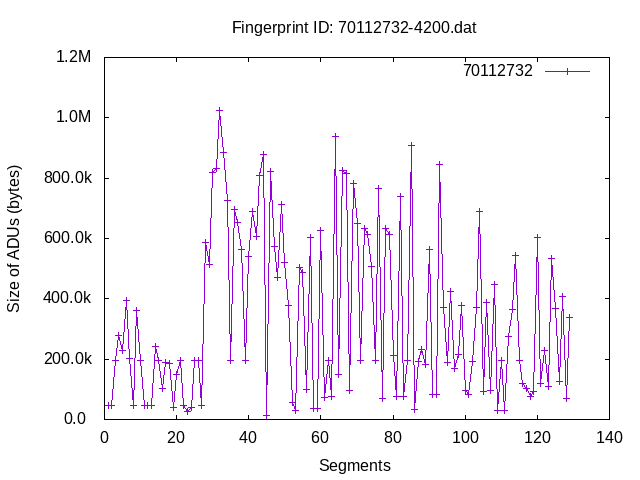 Fingerprint ID: 70112732-4200.dat
70112732
Size of ADUs (bytes)
1.2M
1.0M
800.0k
600.0k
400.0k
200.0k
0.0
0 20 40 60 80 100 120 140
Segments